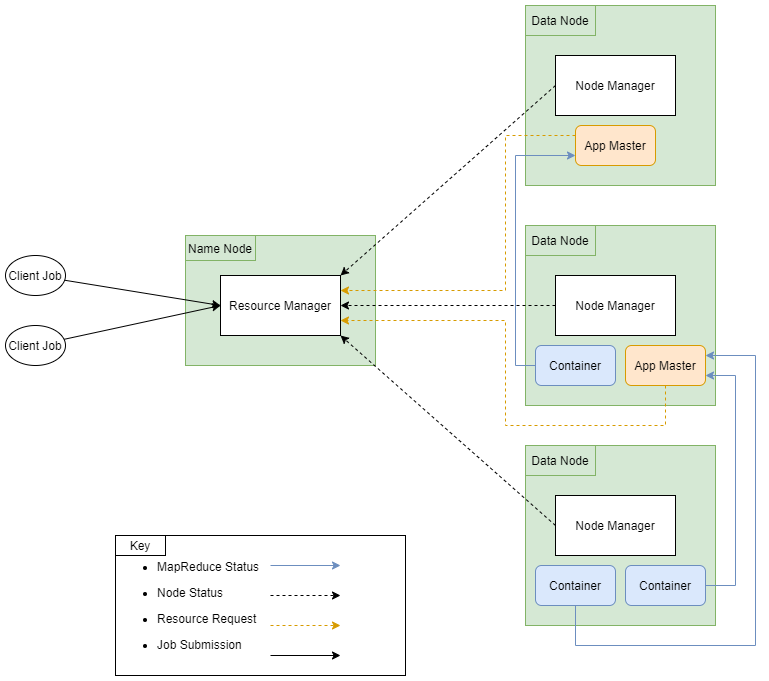 Data Node
Node Manager
App Master
Name Node
Data Node
Client Job
Resource Manager
Node Manager
Client Job
Container
App Master
Data Node
Node Manager
Key
MapReduce Status
Container
Container
Node Status
Resource Request
Job Submission